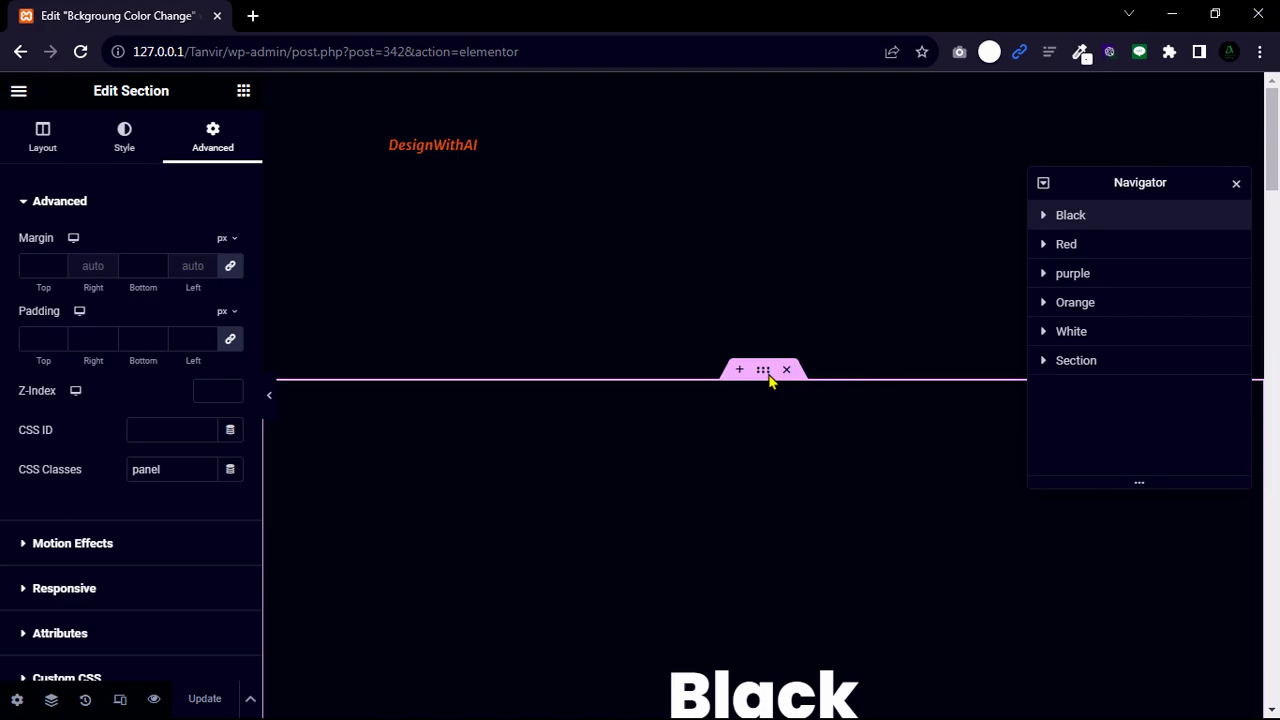 Edit "Bckgroung Color Change"
127.0.0.1/Tanvir/wp-admin/post.php?post=342&action=elementor
Edit Section
Layout
Style
Advanced
Advanced
Margin
px
auto
auto
Top
Right
Bottom
Left
Padding
px
Top
Right
Bottom
Left
Z-Index
CSS ID
CSS Classes
panel
Motion Effects
Responsive
Attributes
Custom CSS
Update
DesignWithAI
Black
Navigator
Black
Red
purple
Orange
White
Section